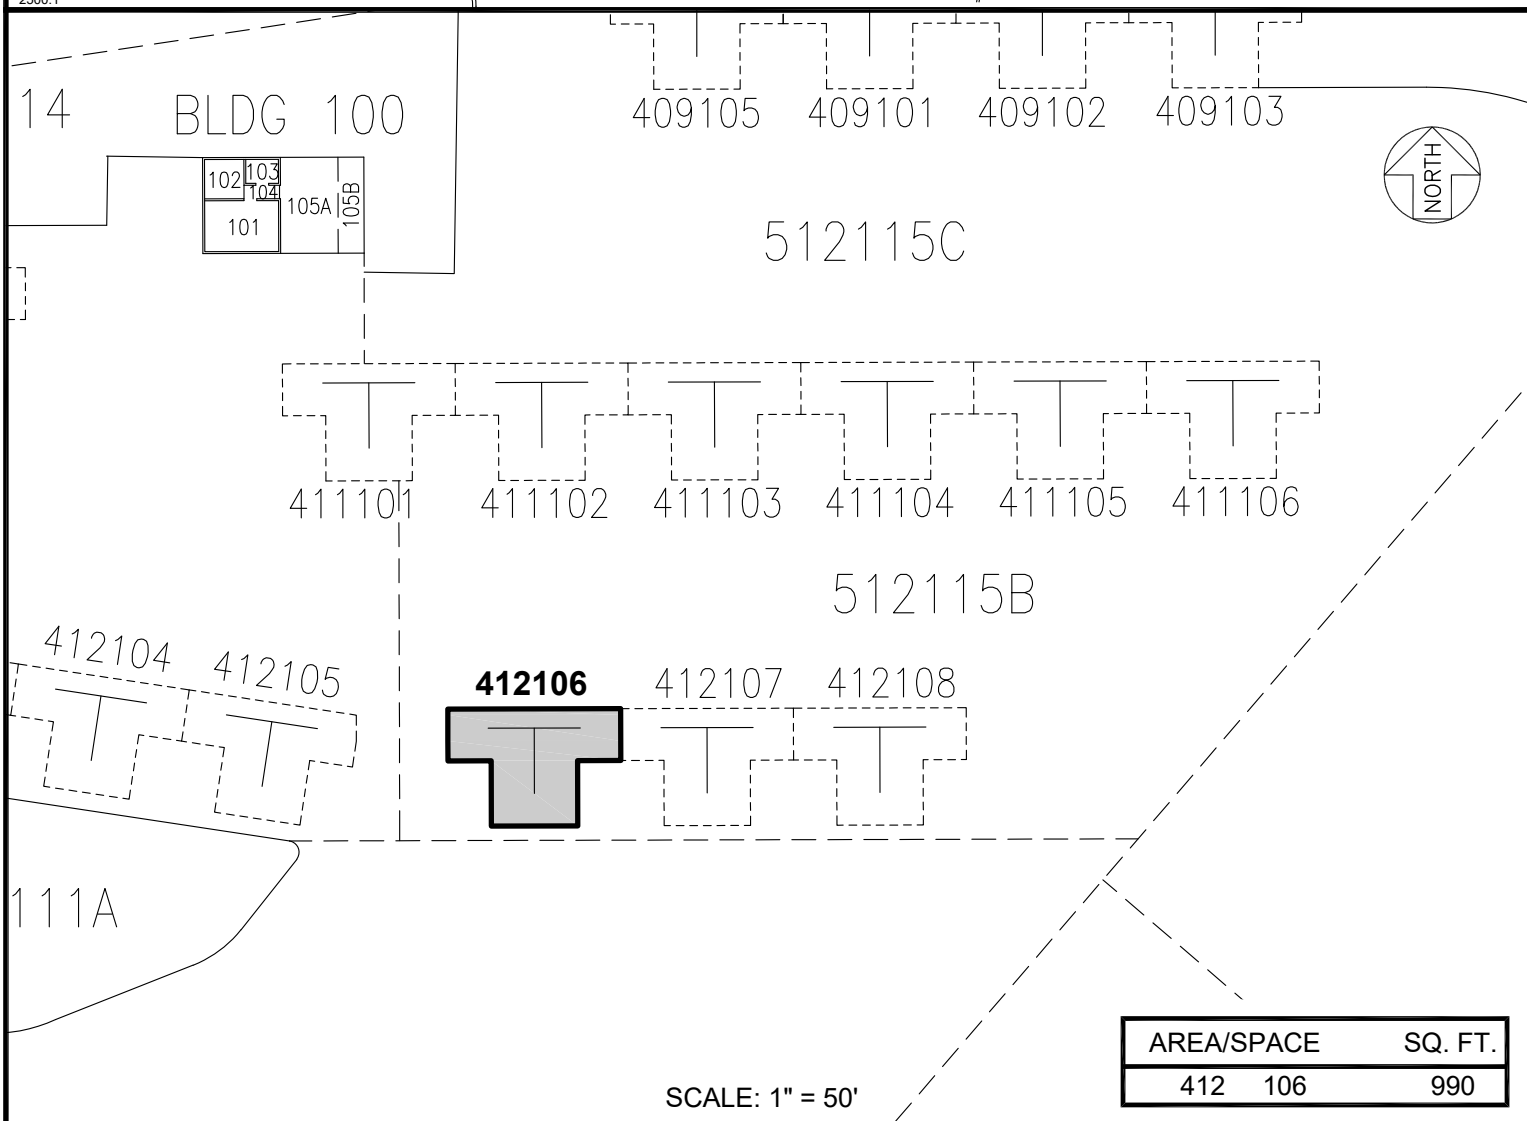 14
BLDG 100
409105 409101 409102 409103
NORTH
102 103
104
105A 105B
101
512115C
411101 411102 411103 411104 411105 411106
512115B
412104 412105 412106 412107 412108
111A
AREA/SPACE SQ. FT.
412 106 990
SCALE: 1" = 50'